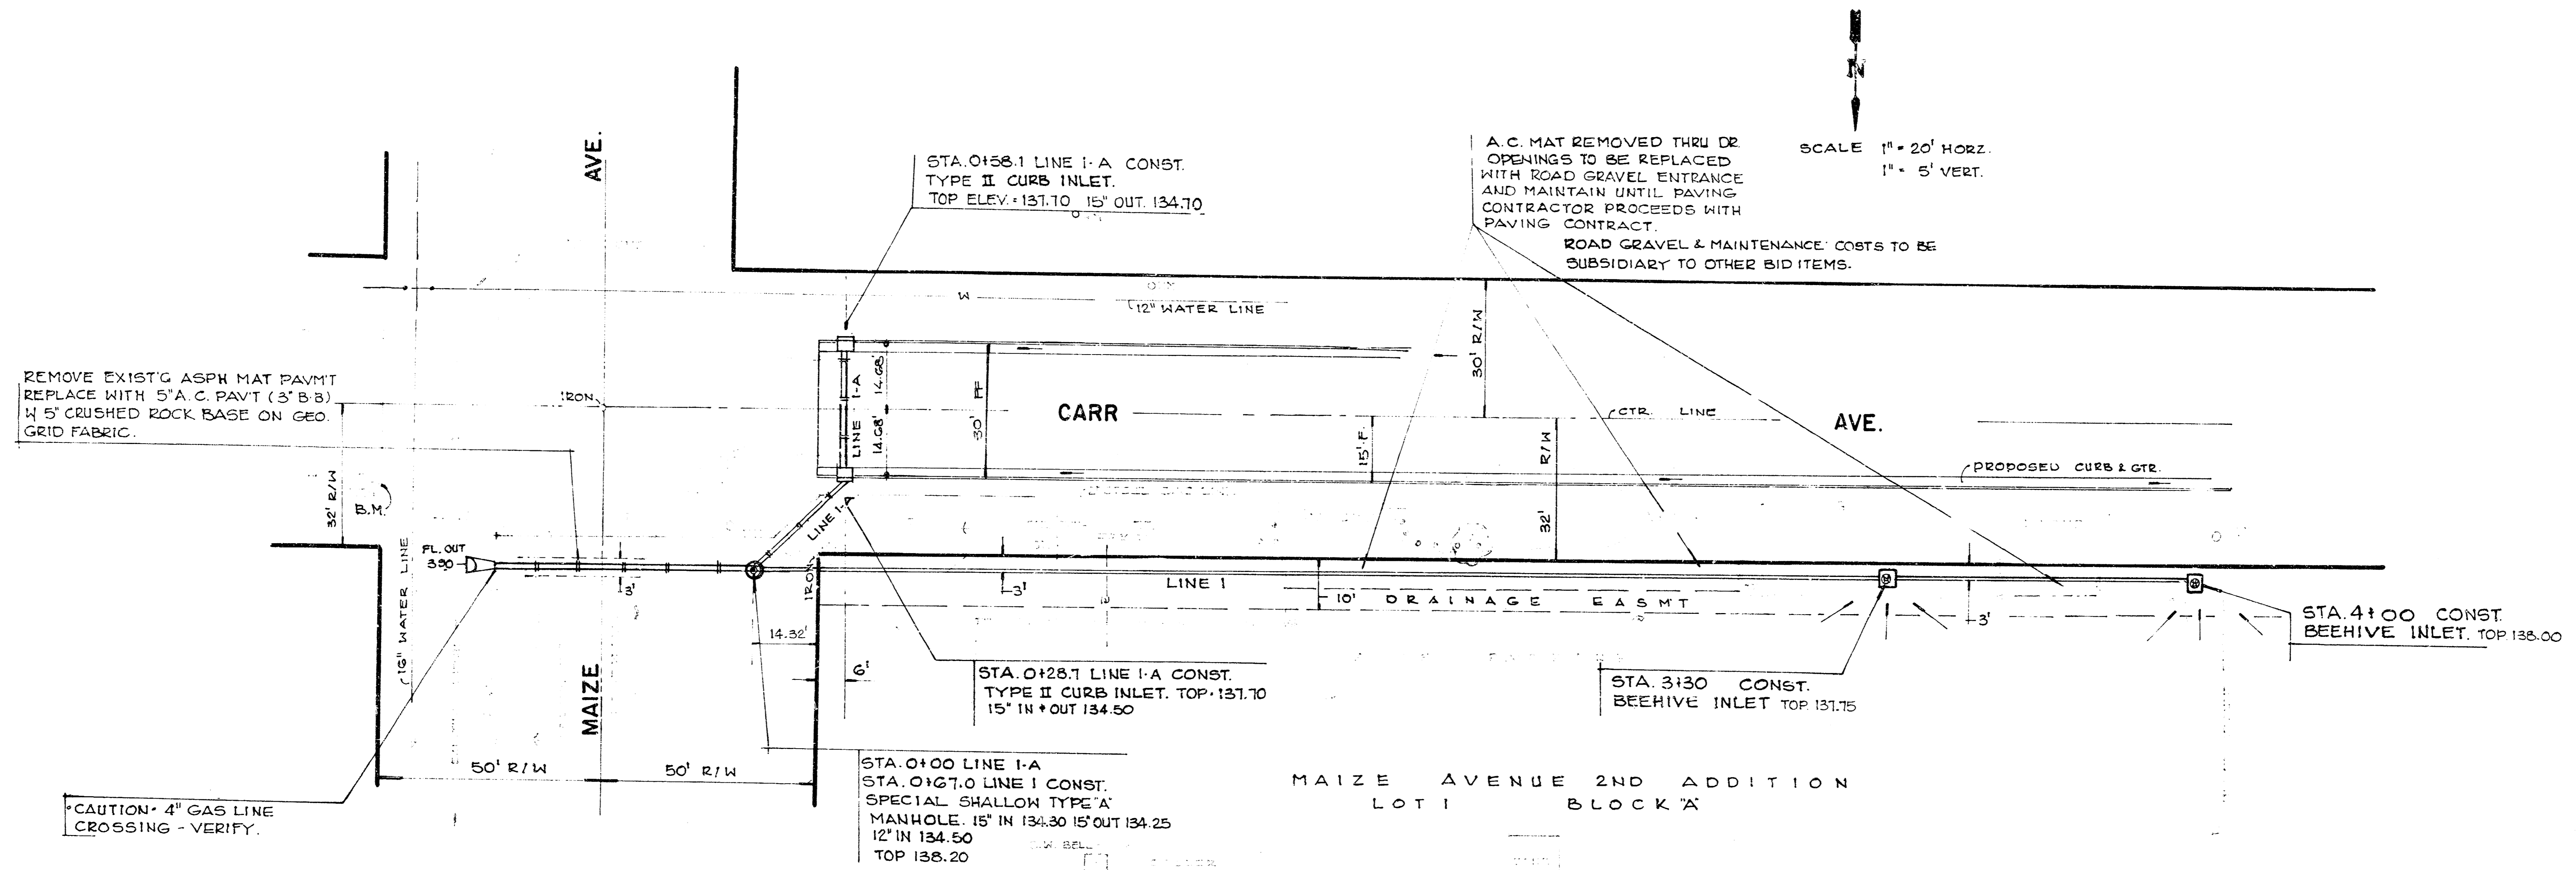 N
SCALE 1" = 20' HORZ.
1" = 5' VERT.
A.C. MAT REMOVED THRU DR.
OPENINGS TO BE REPLACED
WITH ROAD GRAVEL ENTRANCE
AND MAINTAIN UNTIL PAVING
CONTRACTOR PROCEEDS WITH
PAVING CONTRACT.
ROAD GRAVEL & MAINTENANCE COSTS TO BE
SUBSIDIARY TO OTHER BID ITEMS.
STA. 0+58.1 LINE 1-A CONST.
TYPE II CURB INLET.
TOP ELEV. = 137.70 15" OUT. 134.70
AVE.
W
12" WATER LINE
30' R/W
REMOVE EXIST'G ASPH MAT PAVM'T
REPLACE WITH 5" A.C. PAV'T (3" B.B)
W 5" CRUSHED ROCK BASE ON GEO.
GRID FABRIC.
IRON
LINE 1-A
14.68'
14.68'
30' FF
CARR
CTR. LINE
AVE.
15' F.
R/W
32'
PROPOSED CURB & GTR.
32' R/W
B.M.
LINE 1-A
FL. OUT
3.90
16" WATER LINE
3'
IRON
3'
LINE 1
10' DRAINAGE EASM'T
3'
STA. 4+00 CONST.
BEEHIVE INLET. TOP 138.00
14.32'
6'
STA. 0+28.7 LINE 1-A CONST.
TYPE II CURB INLET. TOP. 137.70
15" IN & OUT 134.50
STA. 3+30 CONST.
BEEHIVE INLET TOP 137.75
MAIZE
50' R/W
50' R/W
STA. 0+00 LINE 1-A
STA. 0+67.0 LINE 1 CONST.
SPECIAL SHALLOW TYPE "A"
MANHOLE. 15" IN 134.30 15" OUT 134.25
12" IN 134.50
TOP 138.20
MAIZE AVENUE 2ND ADDITION
LOT 1 BLOCK "A"
CAUTION 4" GAS LINE
CROSSING - VERIFY.
S.W. BELL